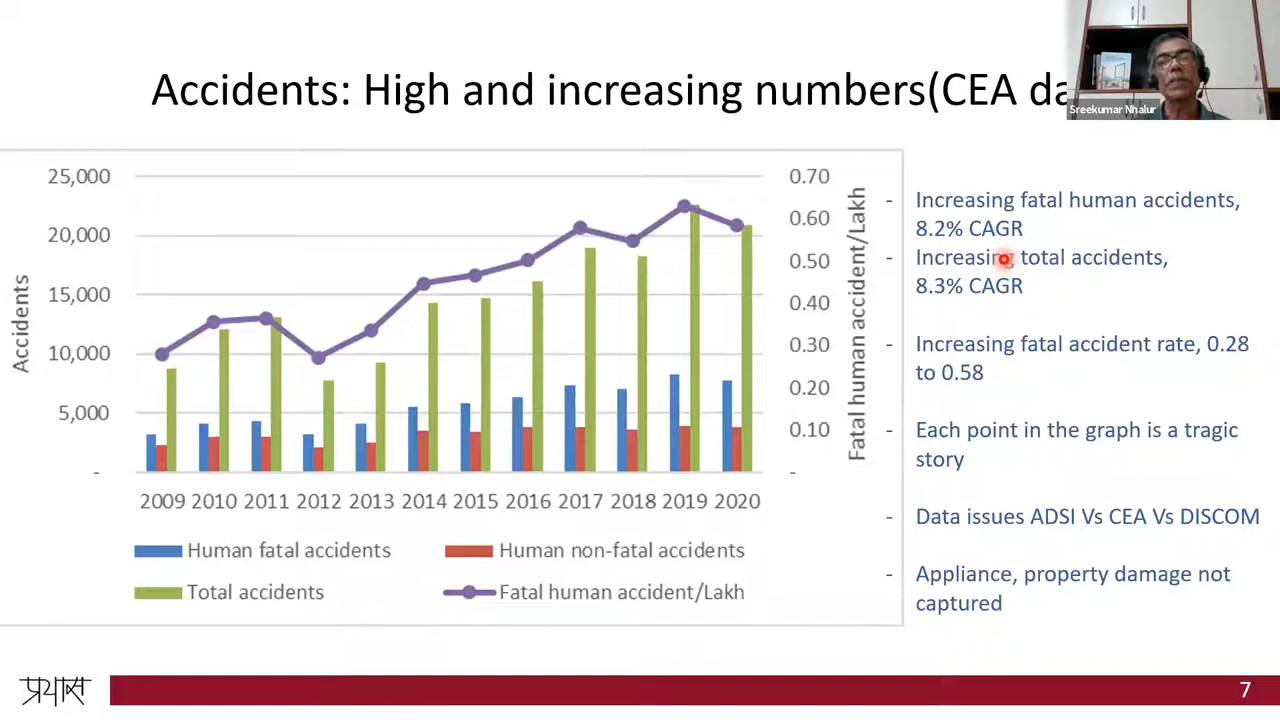 Accidents: High and increasing numbers(CEA da
Sreekumar Nhalur
25,000
20,000
15,000
10,000
5,000
-
Accidents
0.70
0.60
0.50
0.40
0.30
0.20
0.10
-
Fatal human accident/Lakh
2009 2010 2011 2012 2013 2014 2015 2016 2017 2018 2019 2020
Human fatal accidents
Human non-fatal accidents
Total accidents
Fatal human accident/Lakh
- Increasing fatal human accidents,
8.2% CAGR
- Increasing total accidents,
8.3% CAGR
- Increasing fatal accident rate, 0.28
to 0.58
- Each point in the graph is a tragic
story
- Data issues ADSI Vs CEA Vs DISCOM
- Appliance, property damage not
captured
प्रयास
7